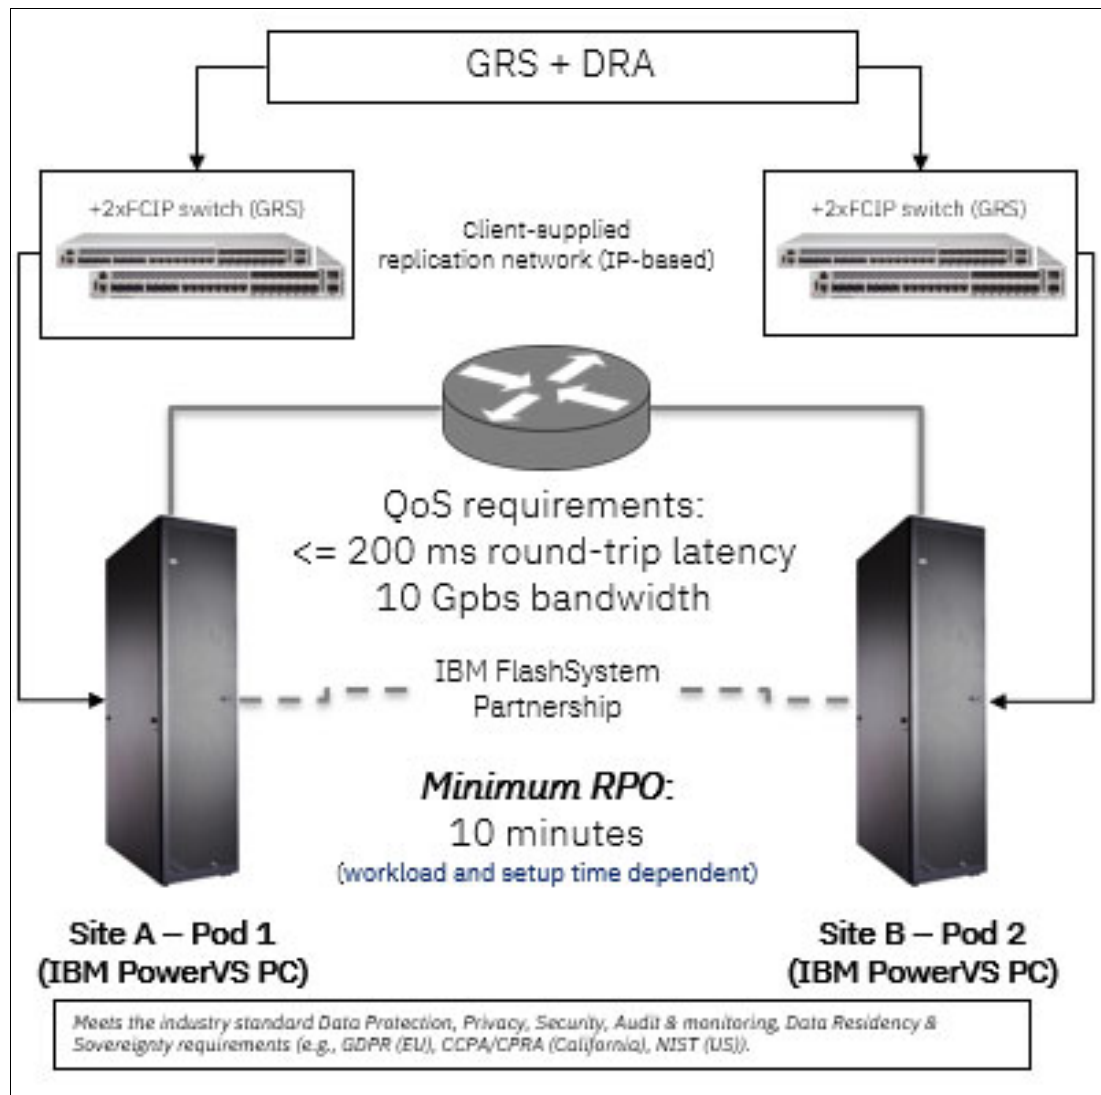 GRS + DRA
+2xFCIP switch (GRS)
+2xFCIP switch (GRS)
Client-supplied
replication network (IP-based)
QoS requirements:
<= 200 ms round-trip latency
10 Gpbs bandwidth
IBM FlashSystem
Partnership
Minimum RPO:
10 minutes
(workload and setup time dependent)
Site A – Pod 1
(IBM PowerVS PC)
Site B – Pod 2
(IBM PowerVS PC)
Meets the industry standard Data Protection, Privacy, Security, Audit & monitoring, Data Residency &
Sovereignty requirements (e.g., GDPR (EU), CCPA/CPRA (California), NIST (US)).